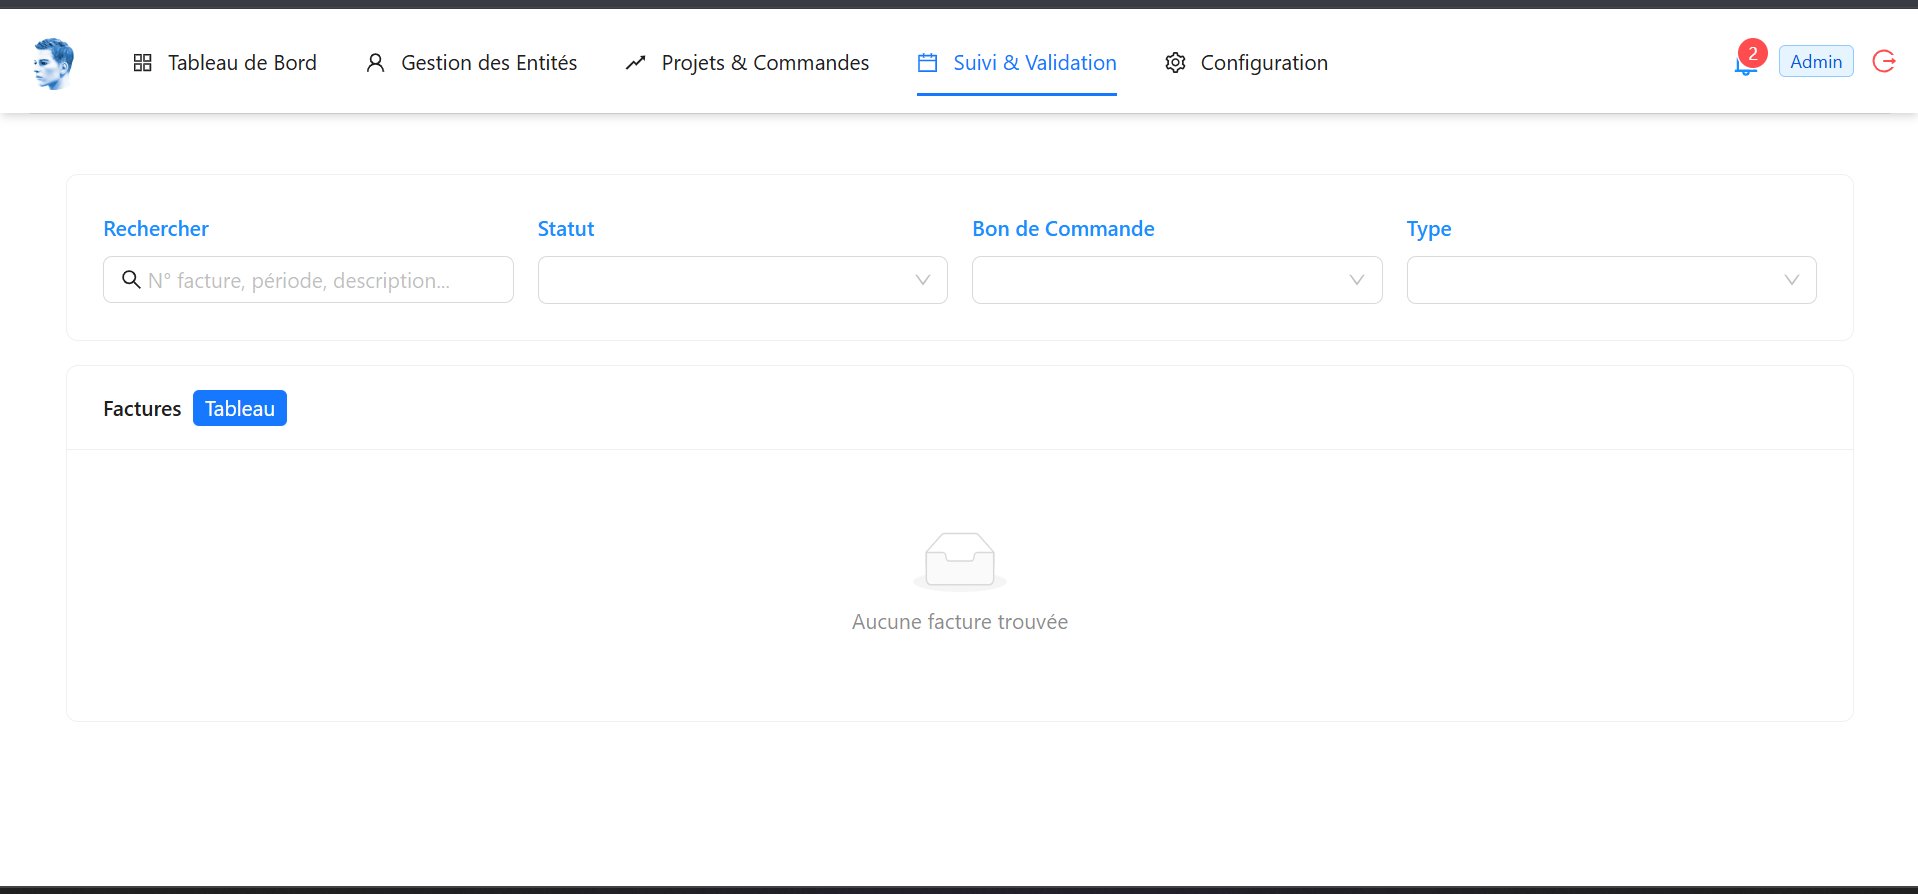 Tableau de Bord
Gestion des Entités
Projets & Commandes
Suivi & Validation
Configuration
2
Admin
Rechercher
Statut
Bon de Commande
Type
N° facture, période, description...
Factures
Tableau
Aucune facture trouvée